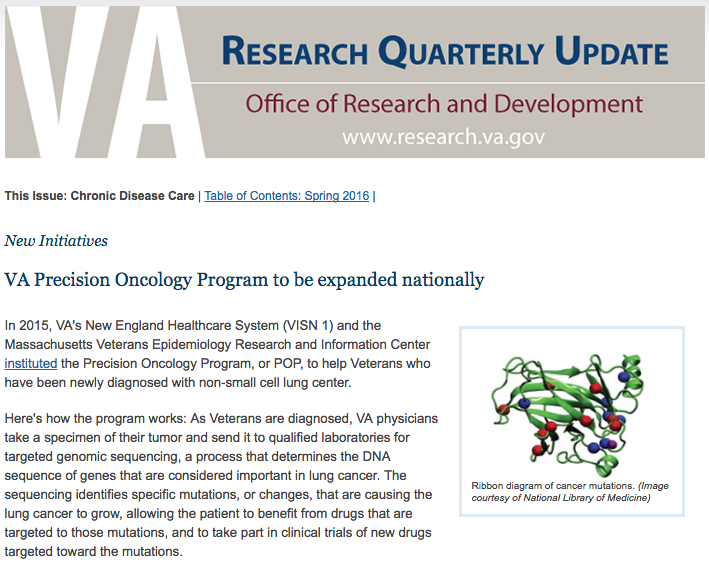 VA
RESEARCH QUARTERLY UPDATE
Office of Research and Development
www.research.va.gov
This Issue: Chronic Disease Care | Table of Contents: Spring 2016 |
New Initiatives
VA Precision Oncology Program to be expanded nationally
In 2015, VA's New England Healthcare System (VISN 1) and the
Massachusetts Veterans Epidemiology Research and Information Center
instituted the Precision Oncology Program, or POP, to help Veterans who
have been newly diagnosed with non-small cell lung center.
Here's how the program works: As Veterans are diagnosed, VA physicians
take a specimen of their tumor and send it to qualified laboratories for
targeted genomic sequencing, a process that determines the DNA
sequence of genes that are considered important in lung cancer. The
sequencing identifies specific mutations, or changes, that are causing the
lung cancer to grow, allowing the patient to benefit from drugs that are
targeted to those mutations, and to take part in clinical trials of new drugs
targeted toward the mutations.
Ribbon diagram of cancer mutations. (Image
courtesy of National Library of Medicine)